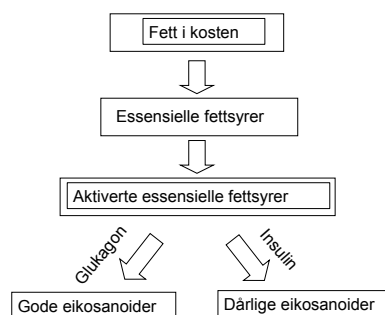 Fett i kosten
Essensielle fettsyrer
Aktiverte essensielle fettsyrer
Glukagon
Insulin
Gode eikosanoider
Dårlige eikosanoider